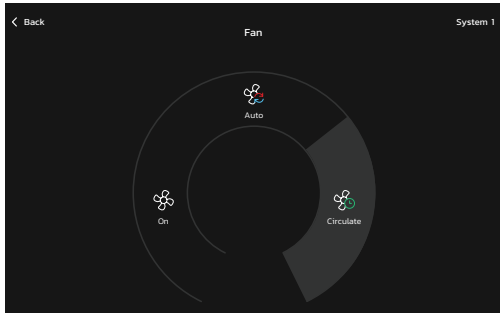 Back
System 1
Fan
Auto
On
Circulate